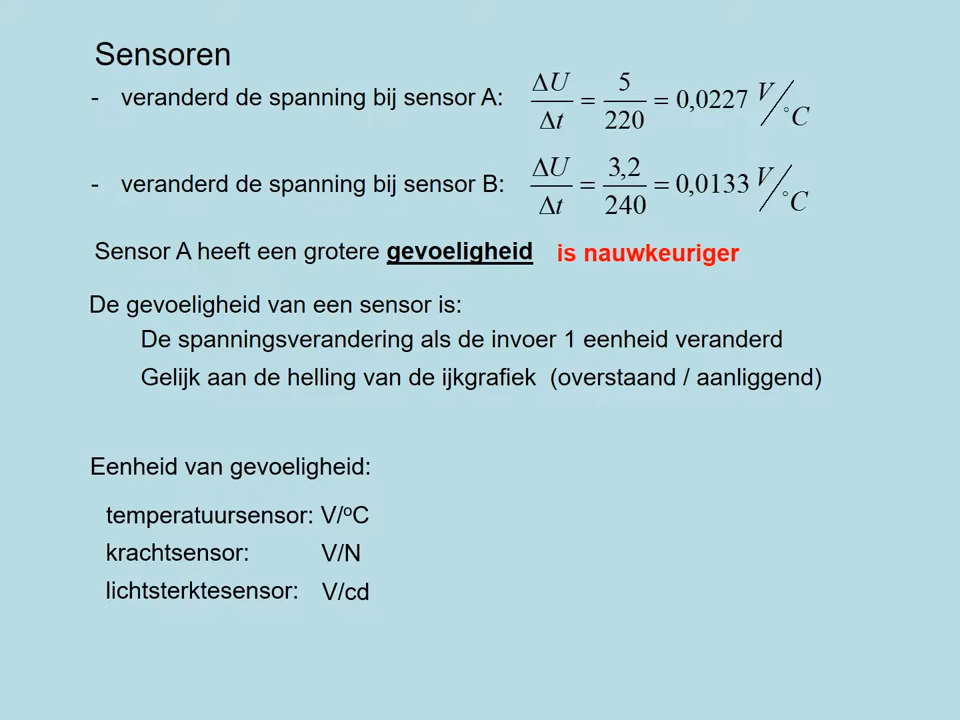 Sensoren
- veranderd de spanning bij sensor A: ΔU/Δt = 5/220 = 0,0227 V/°C
- veranderd de spanning bij sensor B: ΔU/Δt = 3,2/240 = 0,0133 V/°C
Sensor A heeft een grotere gevoeligheid is nauwkeuriger
De gevoeligheid van een sensor is:
De spanningsverandering als de invoer 1 eenheid veranderd
Gelijk aan de helling van de ijkgrafiek (overstaand / aanliggend)
Eenheid van gevoeligheid:
temperatuursensor: V/°C
krachtsensor: V/N
lichtsterktesensor: V/cd